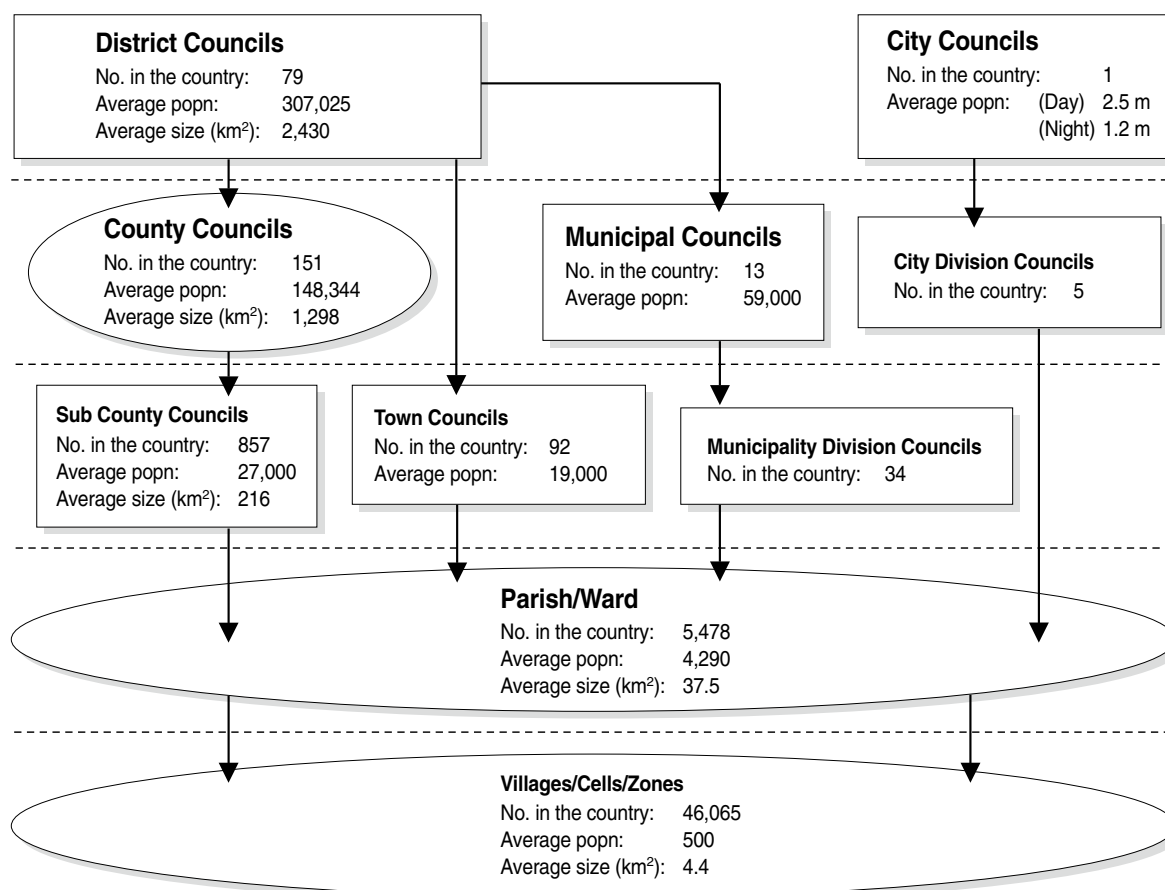 District Councils
No. in the country: 79
Average popn: 307,025
Average size (km²): 2,430
City Councils
No. in the country: 1
Average popn: (Day) 2.5 m
(Night) 1.2 m
County Councils
No. in the country: 151
Average popn: 148,344
Average size (km²): 1,298
Municipal Councils
No. in the country: 13
Average popn: 59,000
City Division Councils
No. in the country: 5
Sub County Councils
No. in the country: 857
Average popn: 27,000
Average size (km²): 216
Town Councils
No. in the country: 92
Average popn: 19,000
Municipality Division Councils
No. in the country: 34
Parish/Ward
No. in the country: 5,478
Average popn: 4,290
Average size (km²): 37.5
Villages/Cells/Zones
No. in the country: 46,065
Average popn: 500
Average size (km²): 4.4